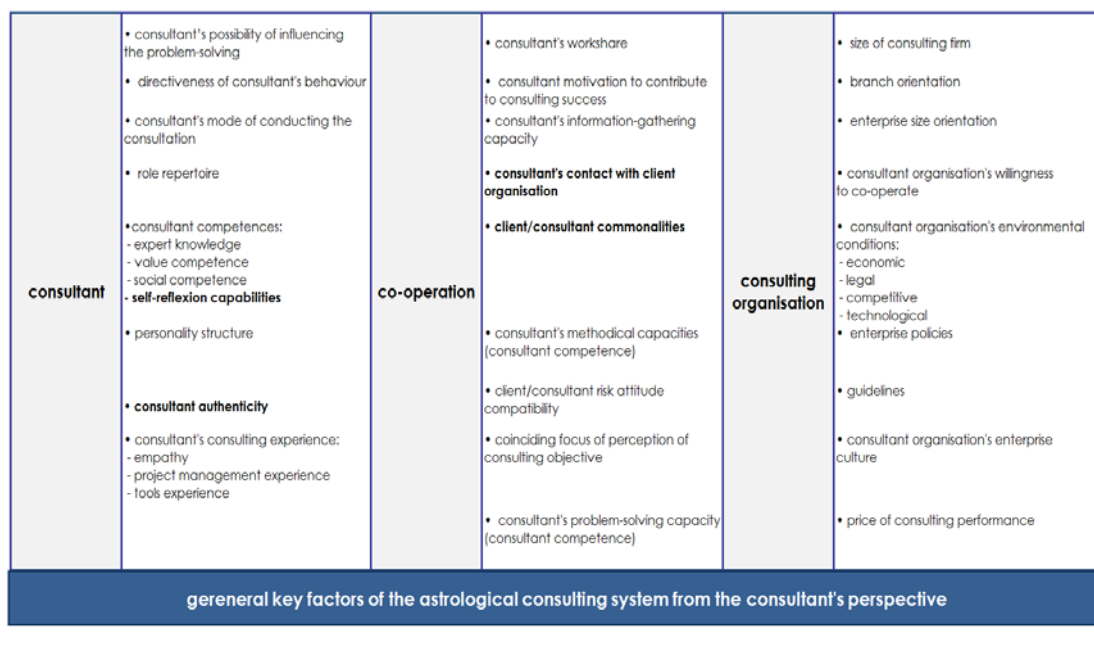 consultant
• consultant's possibility of influencing
the problem-solving
• directiveness of consultant's behaviour
• consultant's mode of conducting the
consultation
• role repertoire
•consultant competences:
- expert knowledge
- value competence
- social competence
- self-reflexion capabilities
• personality structure
• consultant authenticity
• consultant's consulting experience:
- empathy
- project management experience
- tools experience
co-operation
• consultant's workshare
• consultant motivation to contribute
to consulting success
• consultant's information-gathering
capacity
• consultant's contact with client
organisation
• client/consultant commonalities
• consultant's methodical capacities
(consultant competence)
• client/consultant risk attitude
compatibility
• coinciding focus of perception of
consulting objective
• consultant's problem-solving capacity
(consultant competence)
consulting
organisation
• size of consulting firm
• branch orientation
• enterprise size orientation
• consultant organisation's willingness
to co-operate
• consultant organisation's environmental
conditions:
- economic
- legal
- competitive
- technological
• enterprise policies
• guidelines
• consultant organisation's enterprise
culture
• price of consulting performance
gereneral key factors of the astrological consulting system from the consultant's perspective